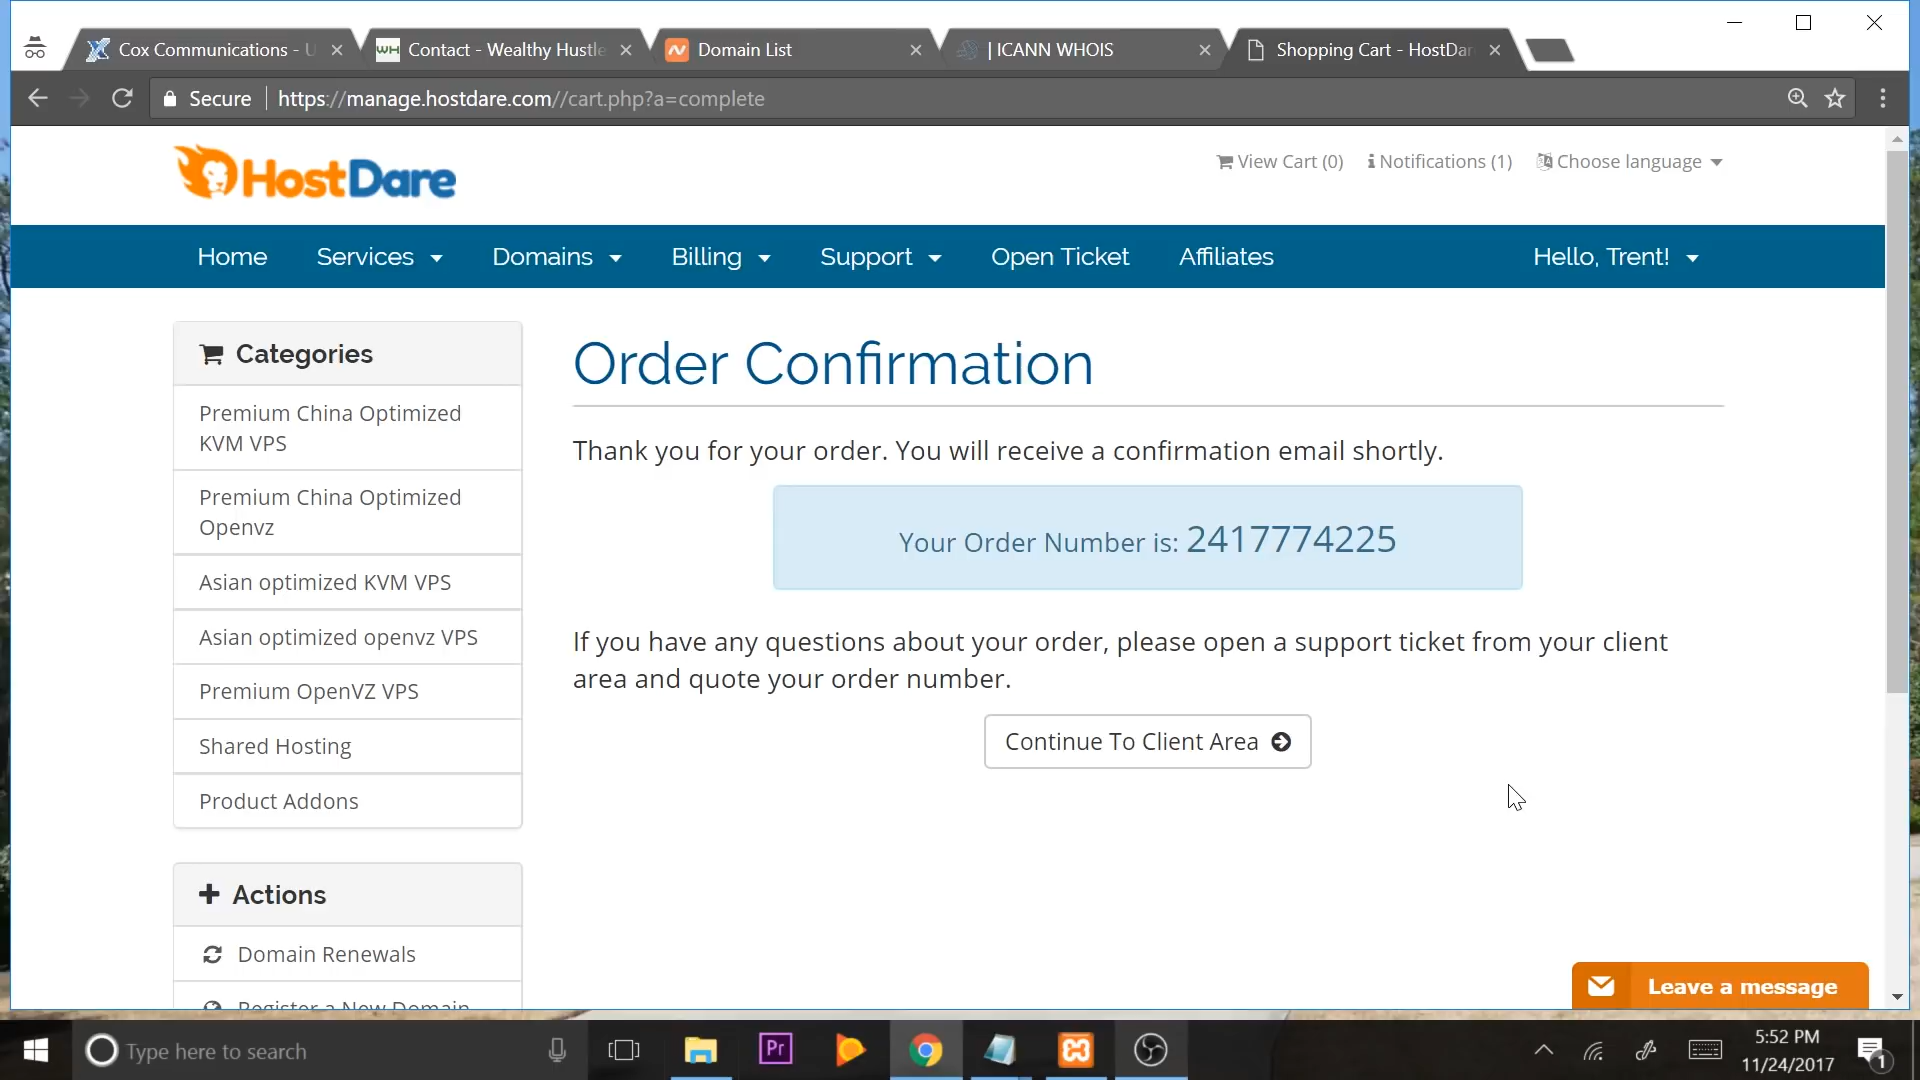 Cox Communications - U
Contact - Wealthy Hustle
Domain List
| ICANN WHOIS
Shopping Cart - HostDar
Secure
https://manage.hostdare.com//cart.php?a=complete
HostDare
View Cart (0)
Notifications (1)
Choose language
Home
Services
Domains
Billing
Support
Open Ticket
Affiliates
Hello, Trent!
Categories
Premium China Optimized
KVM VPS
Premium China Optimized
Openvz
Asian optimized KVM VPS
Asian optimized openvz VPS
Premium OpenVZ VPS
Shared Hosting
Product Addons
Actions
Domain Renewals
Register a New Domain
Order Confirmation
Thank you for your order. You will receive a confirmation email shortly.
Your Order Number is: 2417774225
If you have any questions about your order, please open a support ticket from your client
area and quote your order number.
Continue To Client Area
Leave a message
Type here to search
Pr
5:52 PM
11/24/2017
1